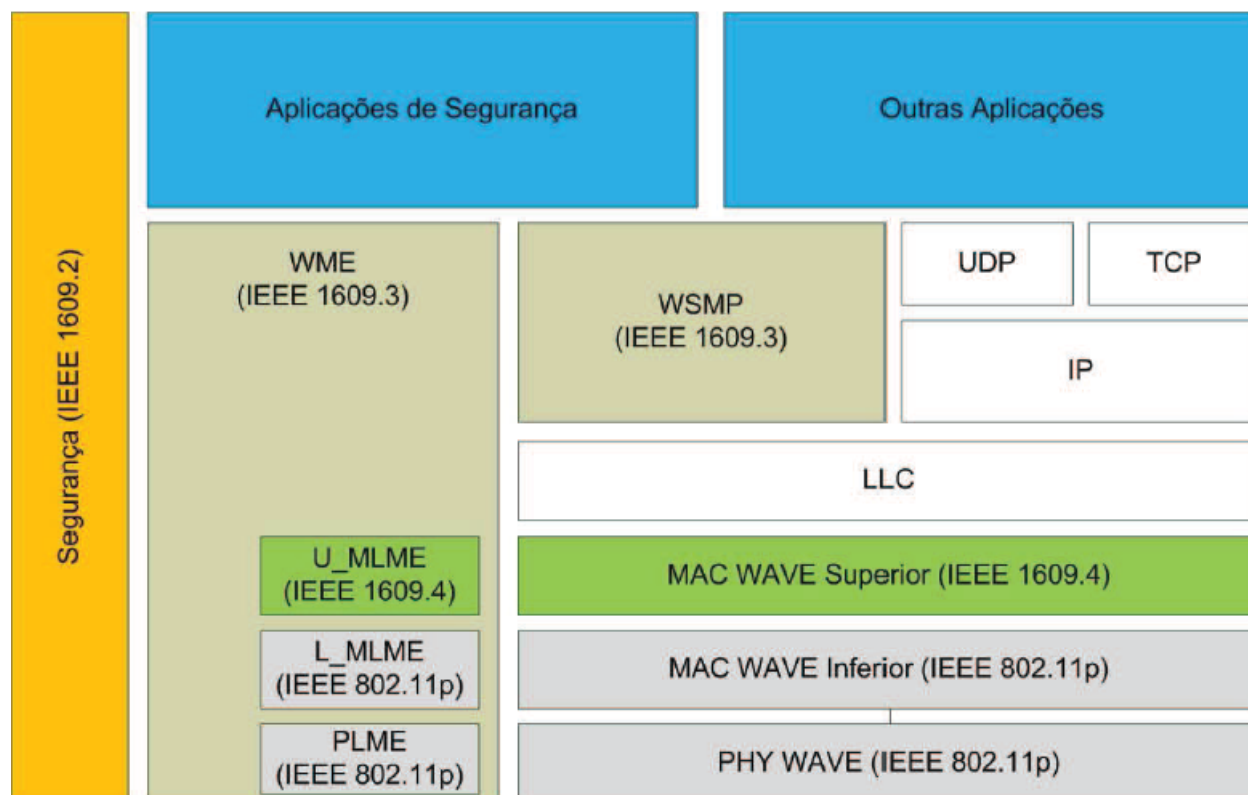 Segurança (IEEE 1609.2)
Aplicações de Segurança
Outras Aplicações
WME
(IEEE 1609.3)
WSMP
(IEEE 1609.3)
UDP
TCP
IP
LLC
U_MLME
(IEEE 1609.4)
MAC WAVE Superior (IEEE 1609.4)
L_MLME
(IEEE 802.11p)
MAC WAVE Inferior (IEEE 802.11p)
PLME
(IEEE 802.11p)
PHY WAVE (IEEE 802.11p)